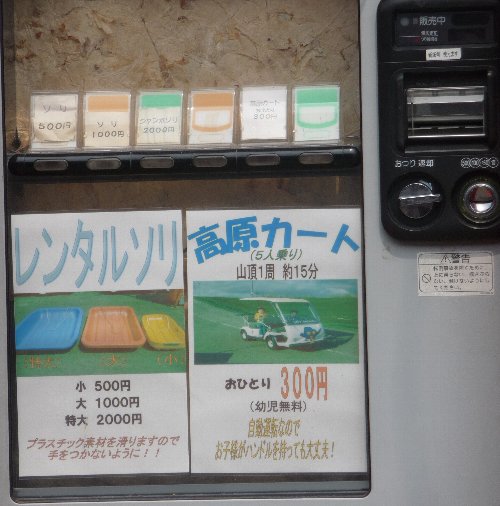 ソリ
500円
ソリ
1000円
ジャンボソリ
2000円
高原カート
300円
販売中
おつり返却
レンタルソリ
特大
大
小
小 500円
大 1000円
特大 2000円
プラスチック素材を滑りますので
手をつかないように！！
高原カート
(5人乗り)
山頂1周 約15分
おひとり 300円
(幼児無料)
自動運転なので
お子様がハンドルを持っても大丈夫！
警告